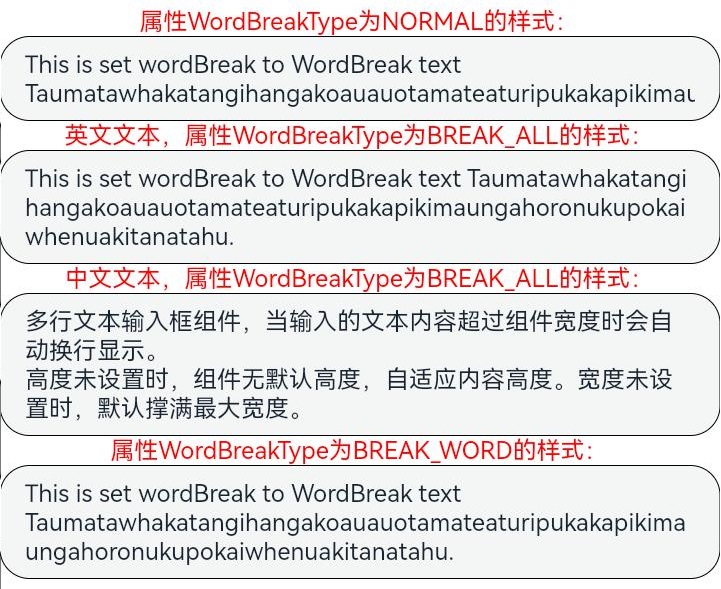 属性WordBreakType为NORMAL的样式：
This is set wordBreak to WordBreak text
Taumatawhakatangihangakoauauotamateaturipukakapikimau
英文文本，属性WordBreakType为BREAK_ALL的样式：
This is set wordBreak to WordBreak text Taumatawhakatangi
hangakoauauotamateaturipukakapikimaungahoronukupokai
whenuakitanatahu.
中文文本，属性WordBreakType为BREAK_ALL的样式：
多行文本输入框组件，当输入的文本内容超过组件宽度时会自
动换行显示。
高度未设置时，组件无默认高度，自适应内容高度。宽度未设
置时，默认撑满最大宽度。
属性WordBreakType为BREAK_WORD的样式：
This is set wordBreak to WordBreak text
Taumatawhakatangihangakoauauotamateaturipukakapikima
ungahoronukupokaiwhenuakitanatahu.